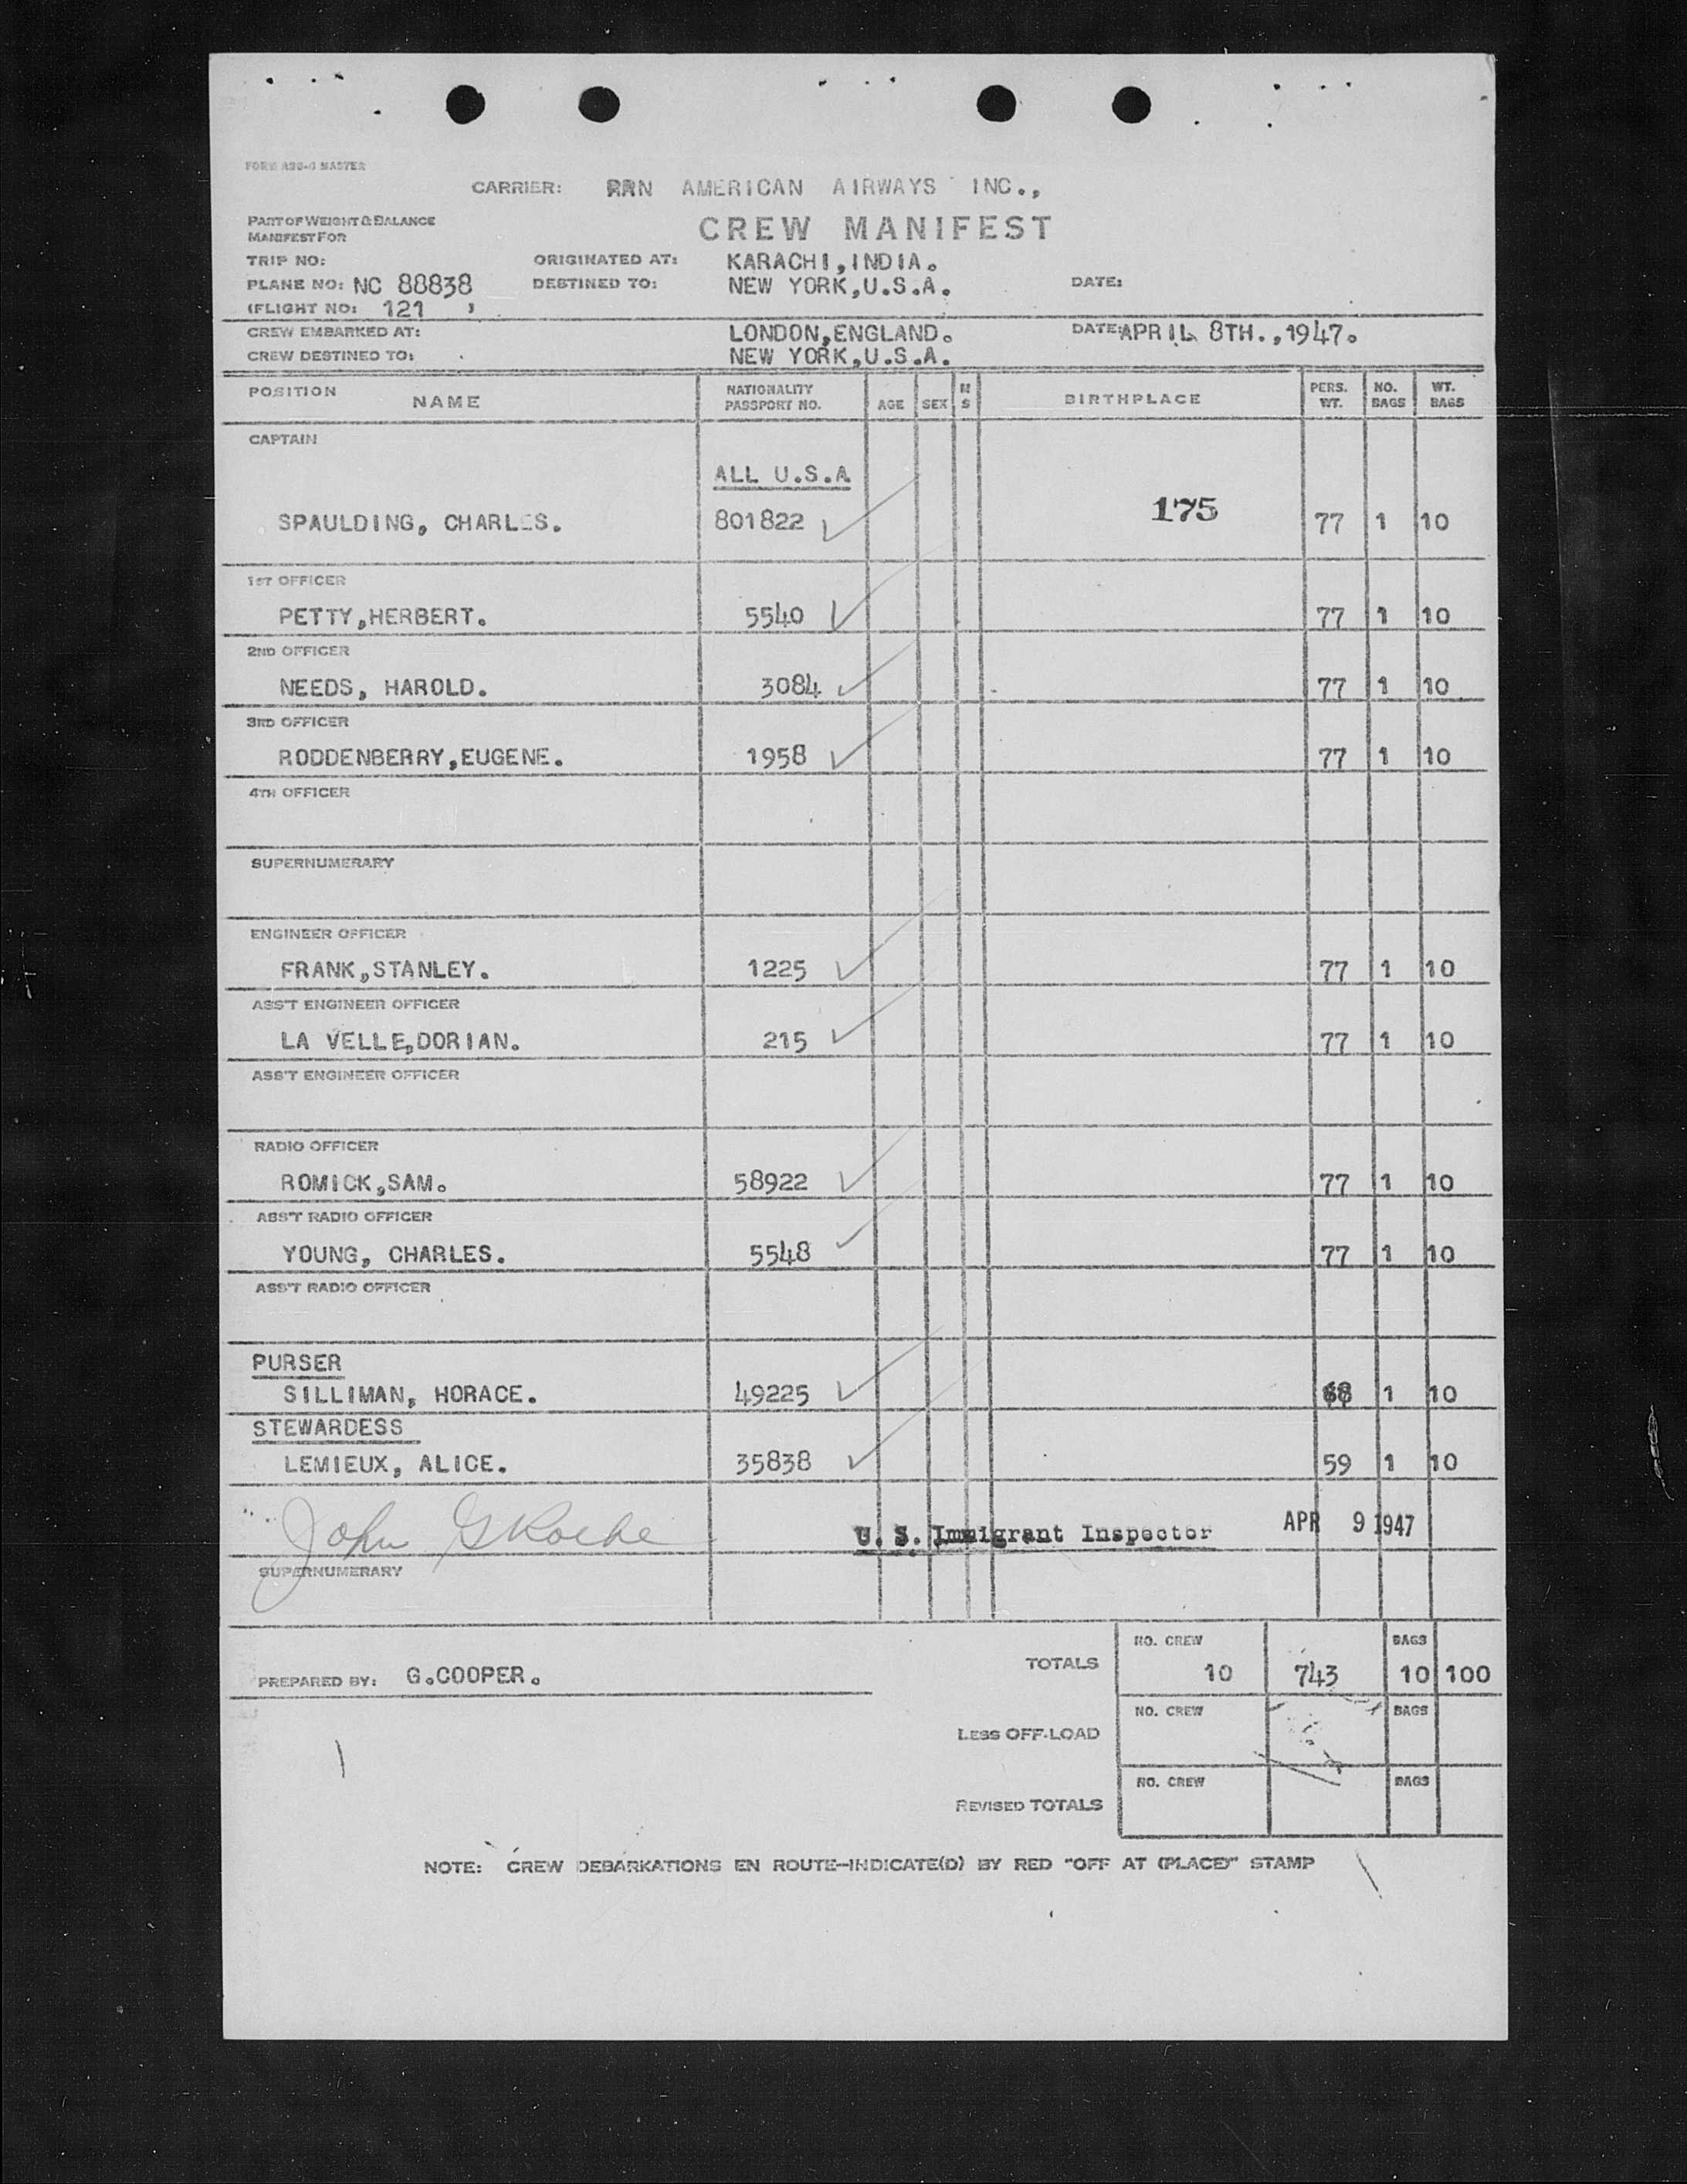 FORM A20-G MASTER
CARRIER: PAN AMERICAN AIRWAYS INC.,
PART OF WEIGHT & BALANCE
MANIFEST FOR
CREW MANIFEST
TRIP NO: ORIGINATED AT: KARACHI,INDIA.
PLANE NO: NC 88838 DESTINED TO: NEW YORK,U.S.A. DATE:
(FLIGHT NO: 121 )
CREW EMBARKED AT: LONDON,ENGLAND. DATE:APRIL 8TH.,1947.
CREW DESTINED TO: NEW YORK,U.S.A.
POSITION NAME NATIONALITY PASSPORT NO. AGE SEX M S BIRTHPLACE PERS. WT. NO. BAGS WT. BAGS
CAPTAIN
ALL U.S.A
SPAULDING, CHARLES. 801822 175 77 1 10
1ST OFFICER
PETTY,HERBERT. 5540 77 1 10
2ND OFFICER
NEEDS, HAROLD. 3084 77 1 10
3RD OFFICER
RODDENBERRY,EUGENE. 1958 77 1 10
4TH OFFICER
SUPERNUMERARY
ENGINEER OFFICER
FRANK,STANLEY. 1225 77 1 10
ASS'T ENGINEER OFFICER
LA VELLE,DORIAN. 215 77 1 10
ASS'T ENGINEER OFFICER
RADIO OFFICER
ROMICK,SAM. 58922 77 1 10
ASS'T RADIO OFFICER
YOUNG, CHARLES. 5548 77 1 10
ASS'T RADIO OFFICER
PURSER
SILLIMAN, HORACE. 49225 68 1 10
STEWARDESS
LEMIEUX, ALICE. 35838 59 1 10
John G Roche U. S. Immigrant Inspector APR 9 1947
SUPERNUMERARY
NO. CREW BAGS
PREPARED BY: G.COOPER. TOTALS 10 743 10 100
NO. CREW BAGS
LESS OFF-LOAD
NO. CREW BAGS
REVISED TOTALS
NOTE: CREW DEBARKATIONS EN ROUTE—INDICATE(D) BY RED "OFF AT (PLACE)" STAMP